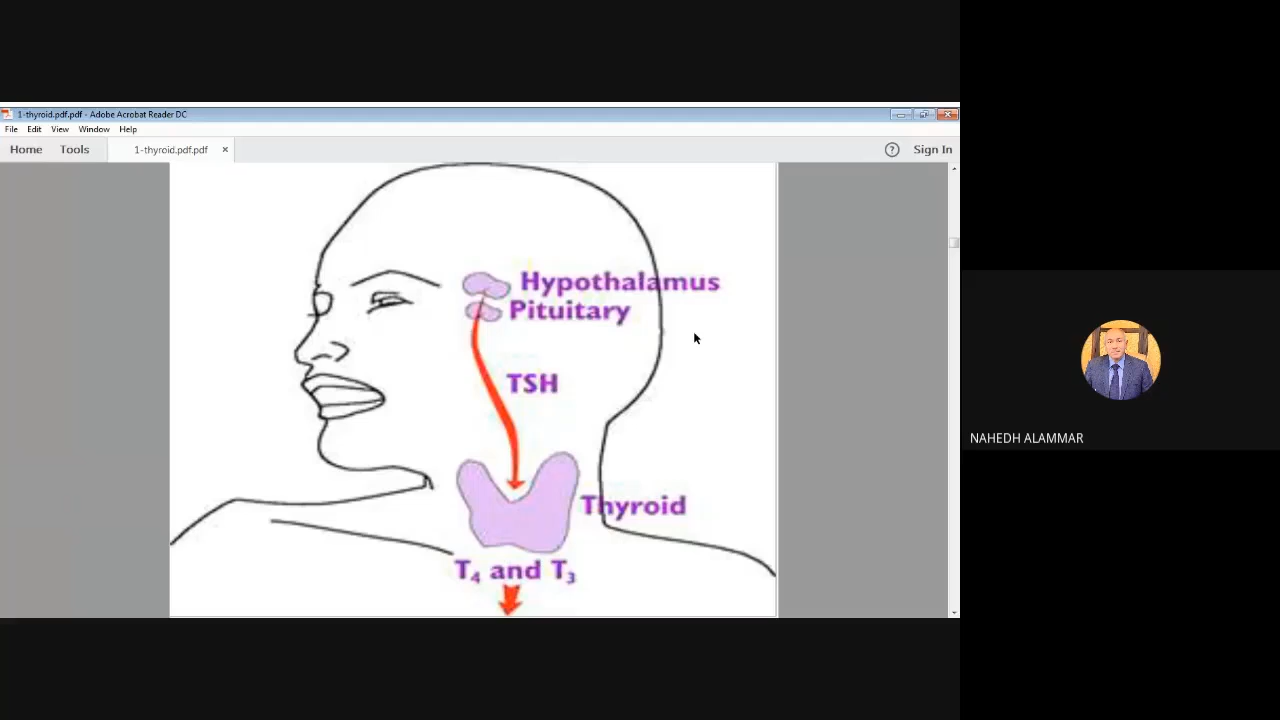 1-thyroid.pdf.pdf - Adobe Acrobat Reader DC
File Edit View Window Help
Home Tools 1-thyroid.pdf.pdf × ? Sign In
Hypothalamus
Pituitary
TSH
Thyroid
T₄ and T₃
NAHEDH ALAMMAR